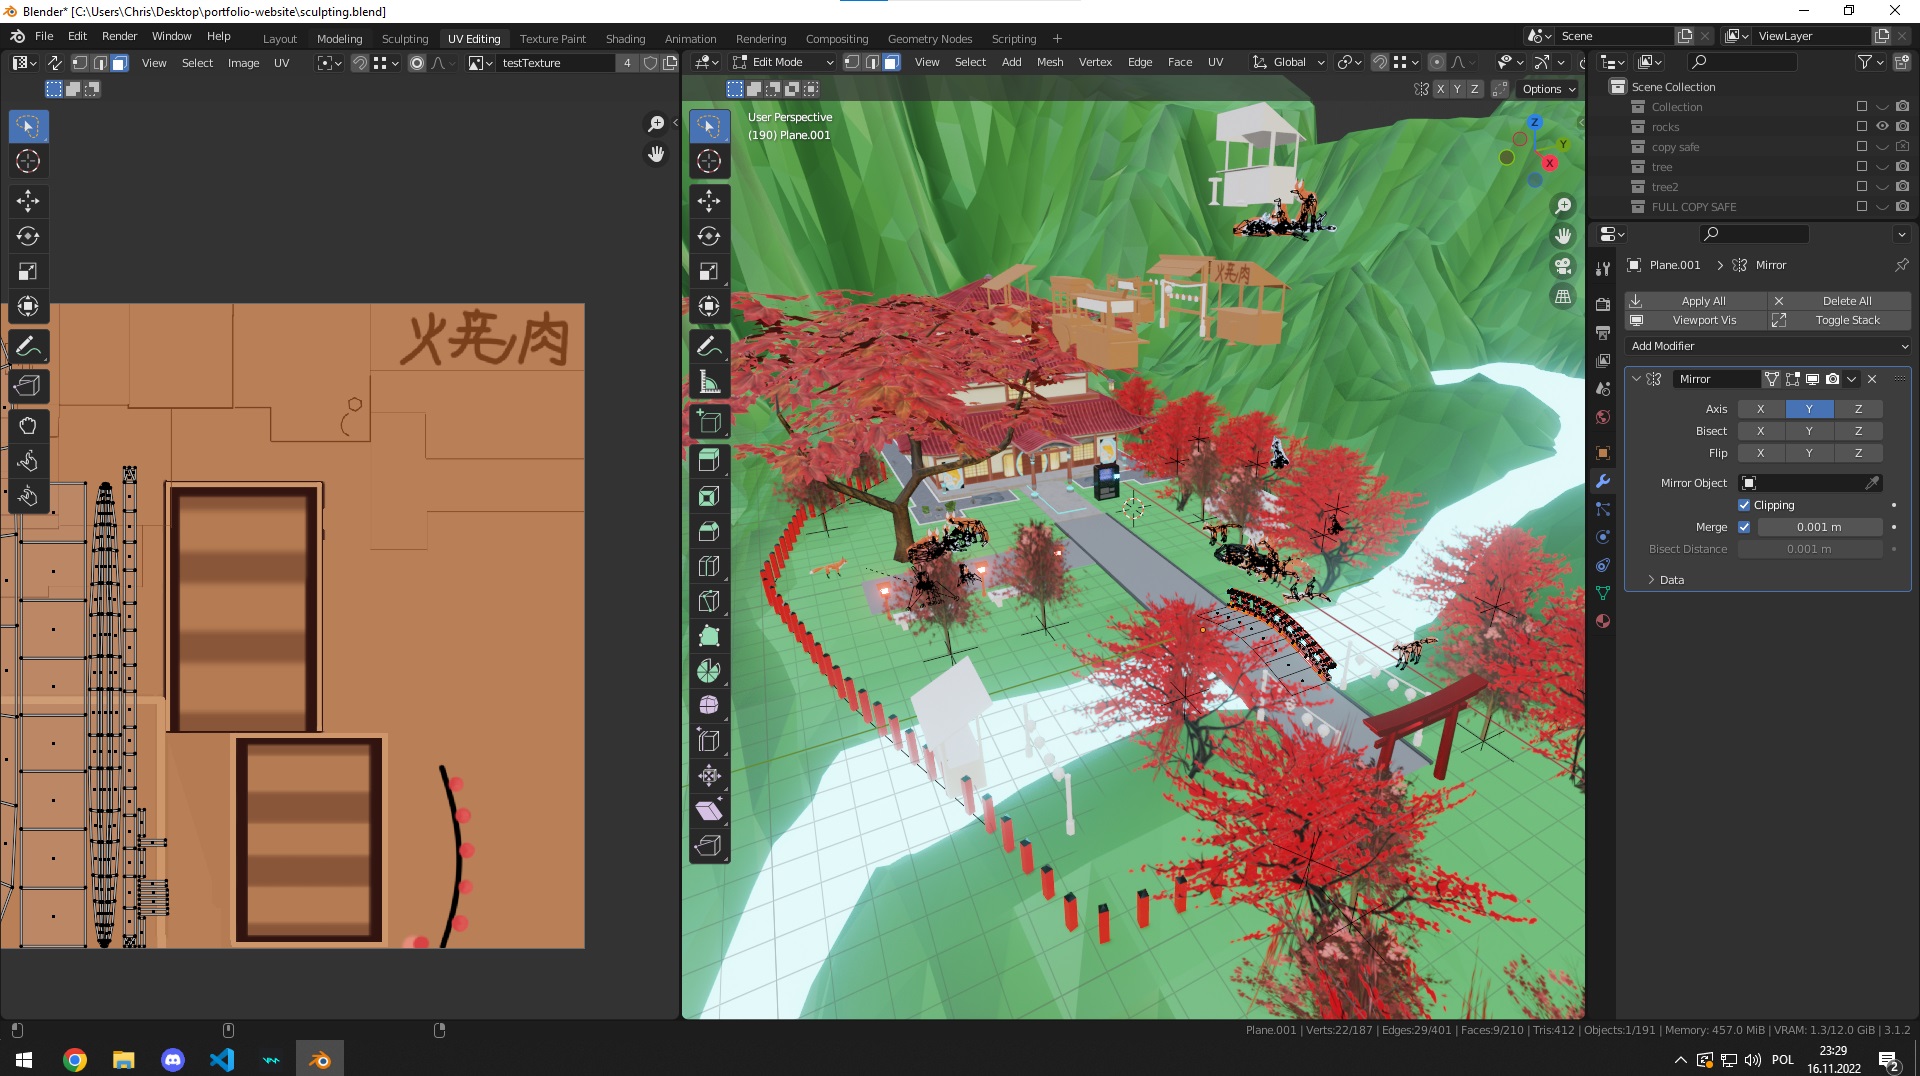 Blender* [C:\Users\Chris\Desktop\portfolio-website\sculpting.blend]
File Edit Render Window Help Layout Modeling Sculpting UV Editing Texture Paint Shading Animation Rendering Compositing Geometry Nodes Scripting + Scene ViewLayer
View Select Image UV testTexture 4
Edit Mode View Select Add Mesh Vertex Edge Face UV Global
X Y Z Options
User Perspective
(190) Plane.001
Z
Y
X
Scene Collection
Collection
rocks
copy safe
tree
tree2
FULL COPY SAFE
Plane.001 > Mirror
Apply All Delete All
Viewport Vis Toggle Stack
Add Modifier
Mirror
Axis X Y Z
Bisect X Y Z
Flip X Y Z
Mirror Object
Clipping
Merge 0.001 m
Bisect Distance 0.001 m
Data
肉
肉
Plane.001 | Verts:22/187 | Edges:29/401 | Faces:9/210 | Tris:412 | Objects:1/191 | Memory: 457.0 MiB | VRAM: 1.3/12.0 GiB | 3.1.2
POL
23:29
16.11.2022
2